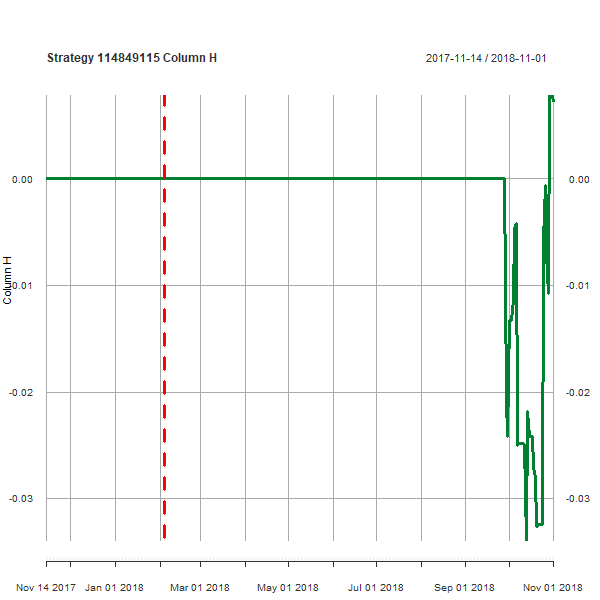 Strategy 114849115 Column H
2017-11-14 / 2018-11-01
0.00 0.00
-0.01 -0.01
-0.02 -0.02
-0.03 -0.03
Column H
Nov 14 2017 Jan 01 2018 Mar 01 2018 May 01 2018 Jul 01 2018 Sep 01 2018 Nov 01 2018